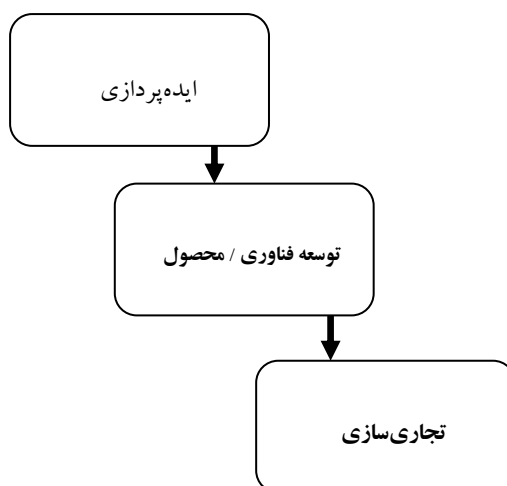 ایده‌پردازی
توسعه فناوری / محصول
تجاری‌سازی